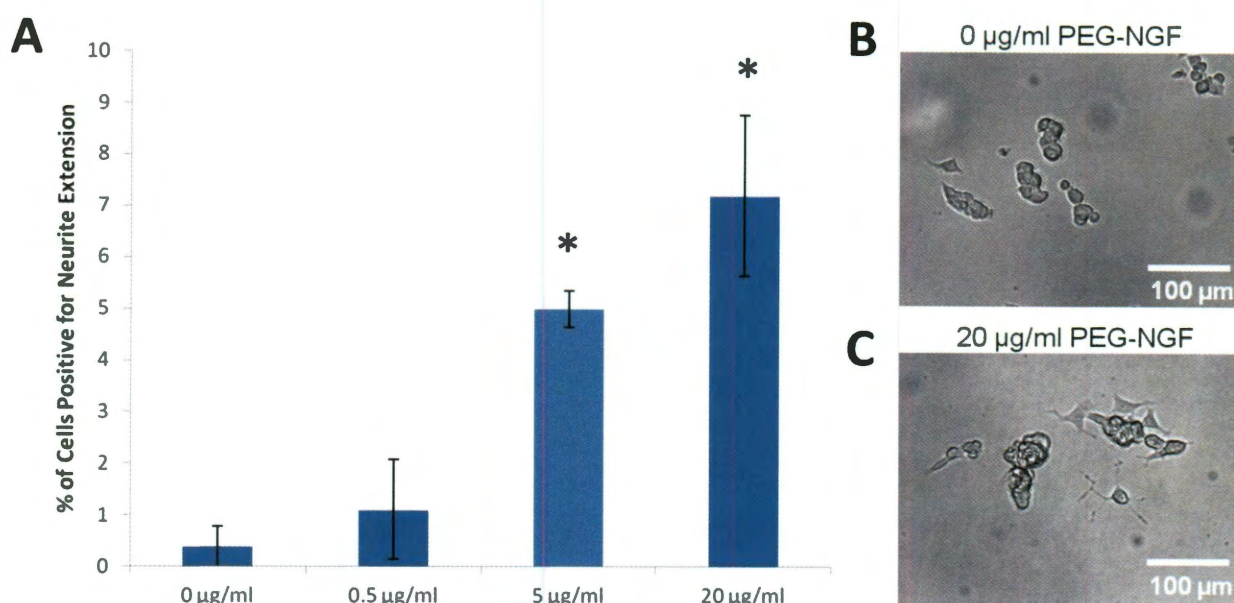 A
% of Cells Positive for Neurite Extension
10
9
8
7
6
5
4
3
2
1
0
*
*
0 µg/ml
0.5 µg/ml
5 µg/ml
20 µg/ml
B
0 µg/ml PEG-NGF
100 µm
C
20 µg/ml PEG-NGF
100 µm